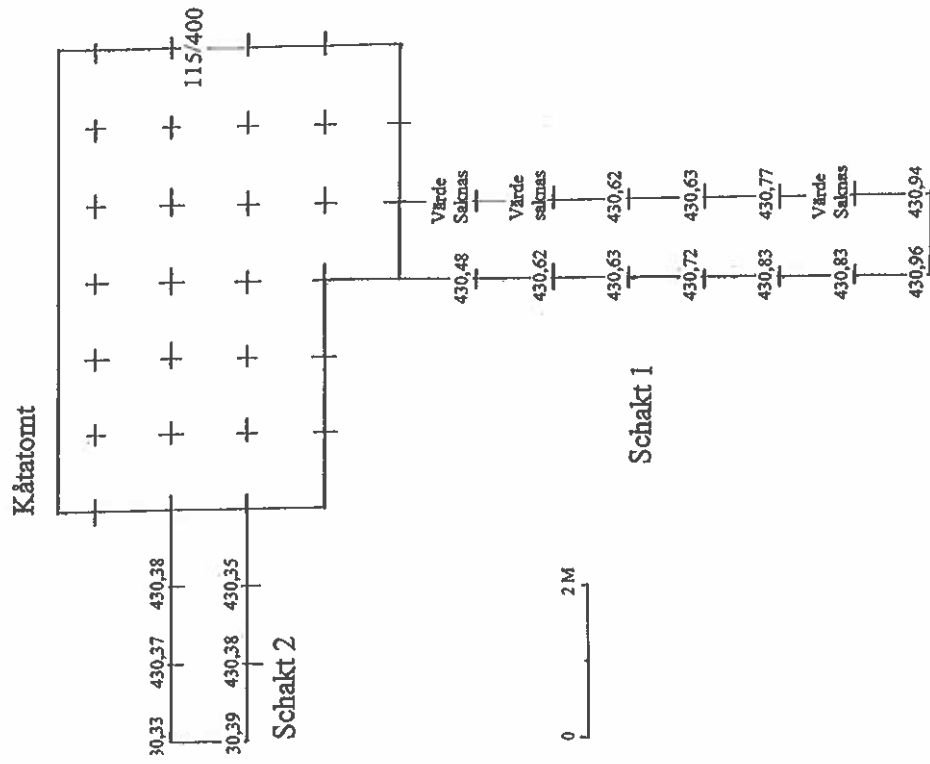 Kåtatomt
115/400
30,33
430,37
430,38
30,39
430,38
430,35
Schakt 2
Värde
Saknas
430,48
Värde
saknas
430,62
430,62
430,63
430,63
430,72
430,77
430,83
Värde
Saknas
430,83
430,94
430,96
Schakt 1
0
2 M